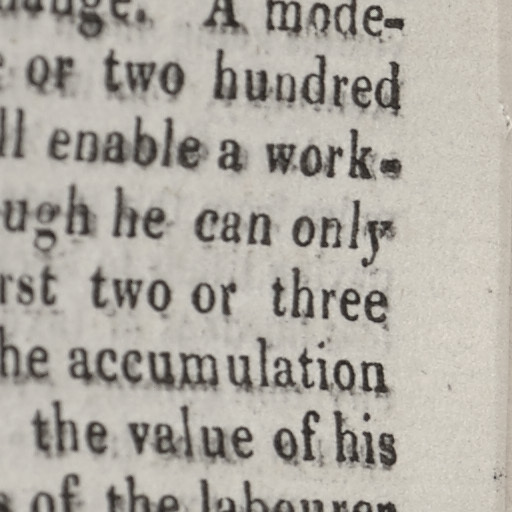 A mode-
or two hundred
ll enable a work-
ugh he can only
rst two or three
he accumulation
the value of his
of the labourer